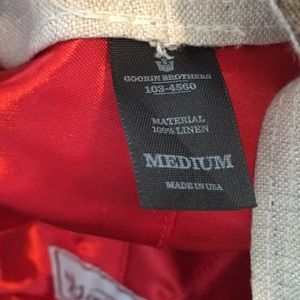 GOORIN BROTHERS
103-4560
MATERIAL
100% LINEN
MEDIUM
MADE IN USA